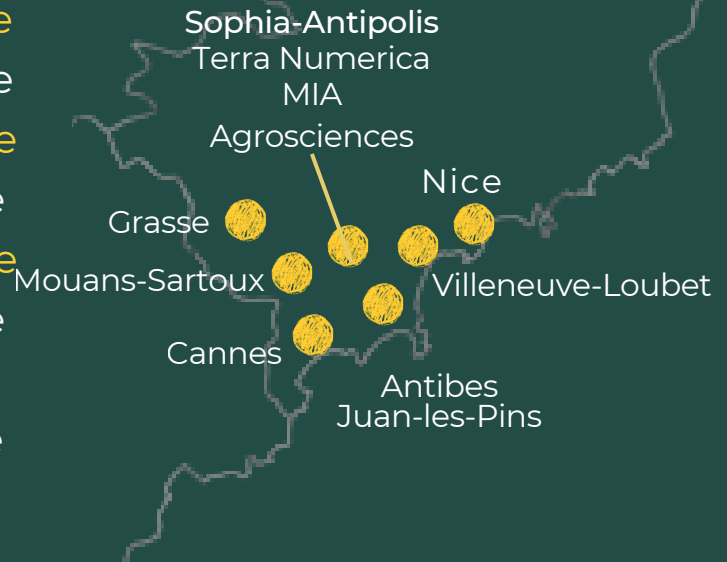 Sophia-Antipolis
Terra Numerica
MIA
Agrosciences
Nice
Grasse
Mouans-Sartoux
Villeneuve-Loubet
Cannes
Antibes
Juan-les-Pins